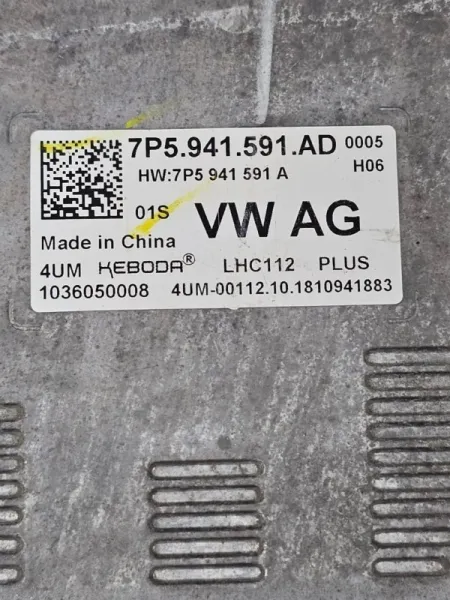 7P5.941.591.AD 0005
HW:7P5 941 591 A H06
01S VW AG
Made in China
4UM KEBODA® LHC112 PLUS
1036050008 4UM-00112.10.1810941883